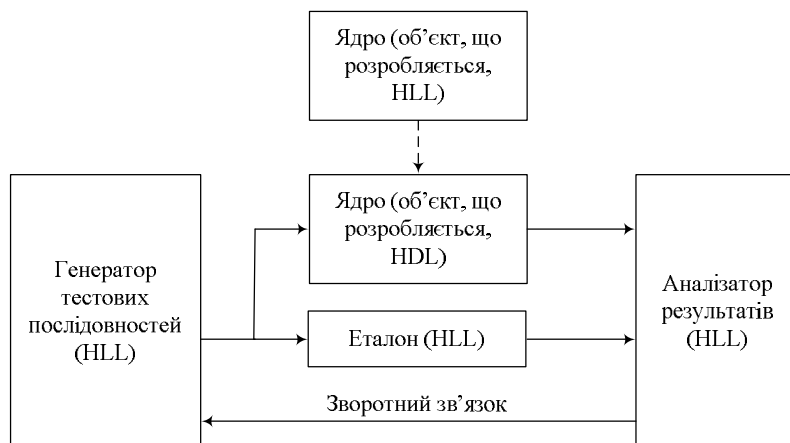 Ядро (об’єкт, що
розробляється,
HLL)
Ядро (об’єкт, що
розробляється,
HDL)
Генератор
тестових
послідовностей
(HLL)
Еталон (HLL)
Аналізатор
результатів
(HLL)
Зворотний зв’язок